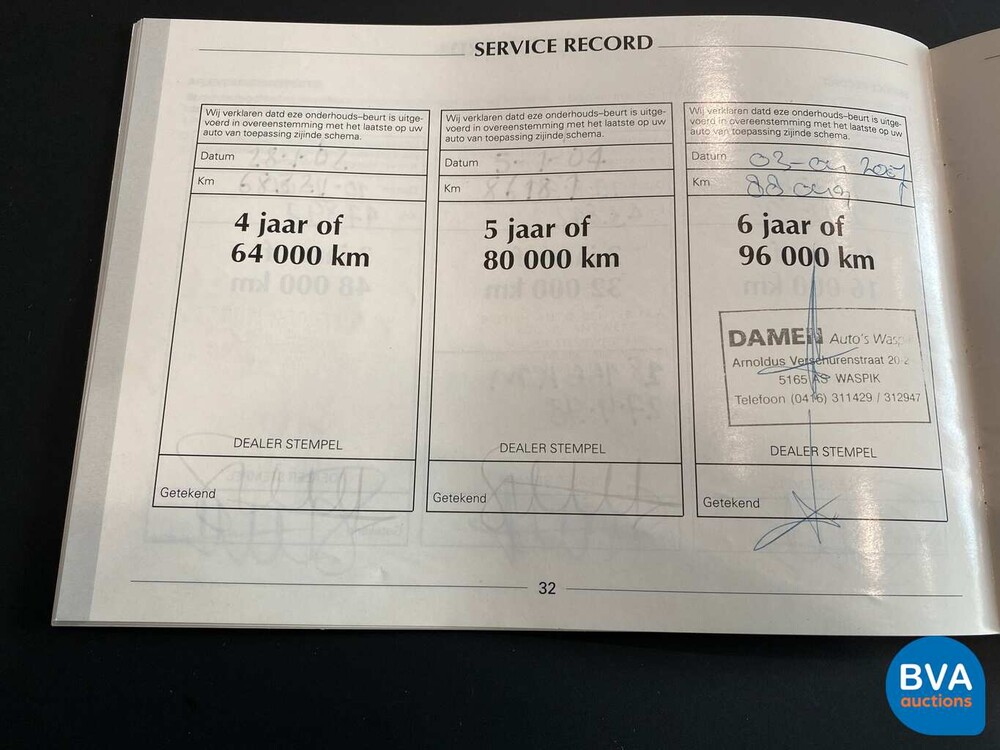 SERVICE RECORD
Wij verklaren datd eze onderhouds-beurt is uitge-
voerd in overeenstemming met het laatste op uw
auto van toepassing zijinde schema.
Datum
Km
4 jaar of
64 000 km
DEALER STEMPEL
Getekend
Wij verklaren datd eze onderhouds-beurt is uitge-
voerd in overeenstemming met het laatste op uw
auto van toepassing zijinde schema.
Datum
Km
5 jaar of
80 000 km
DEALER STEMPEL
Getekend
Wij verklaren datd eze onderhouds-beurt is uitge-
voerd in overeenstemming met het laatste op uw
auto van toepassing zijinde schema.
Datum
Km
6 jaar of
96 000 km
DAMEN Auto's
Arnoldus Verschurenstraat
5165 AS WASPIK
Telefoon (0416) 311429 / 312947
DEALER STEMPEL
Getekend
32
BVA
auctions